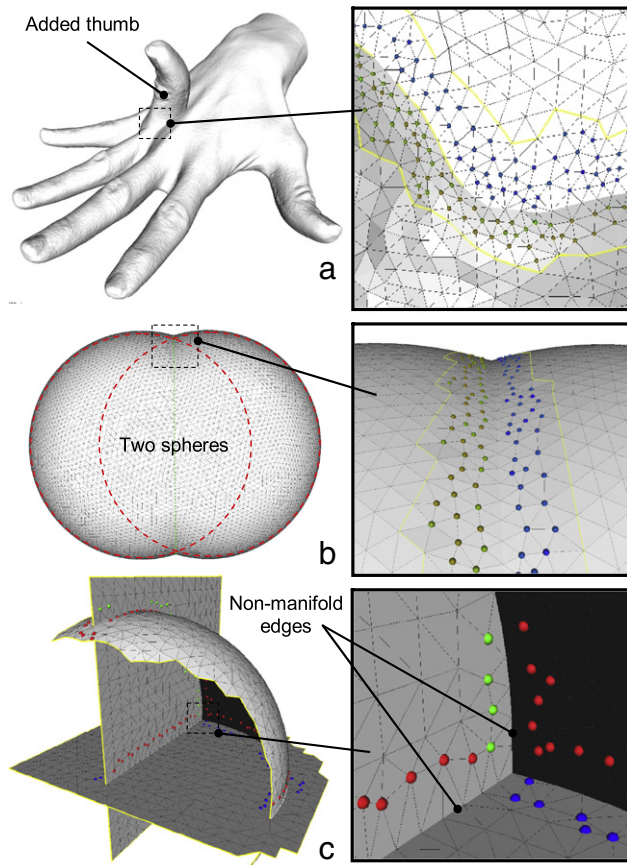 Added thumb
a
Two spheres
b
Non-manifold
edges
c